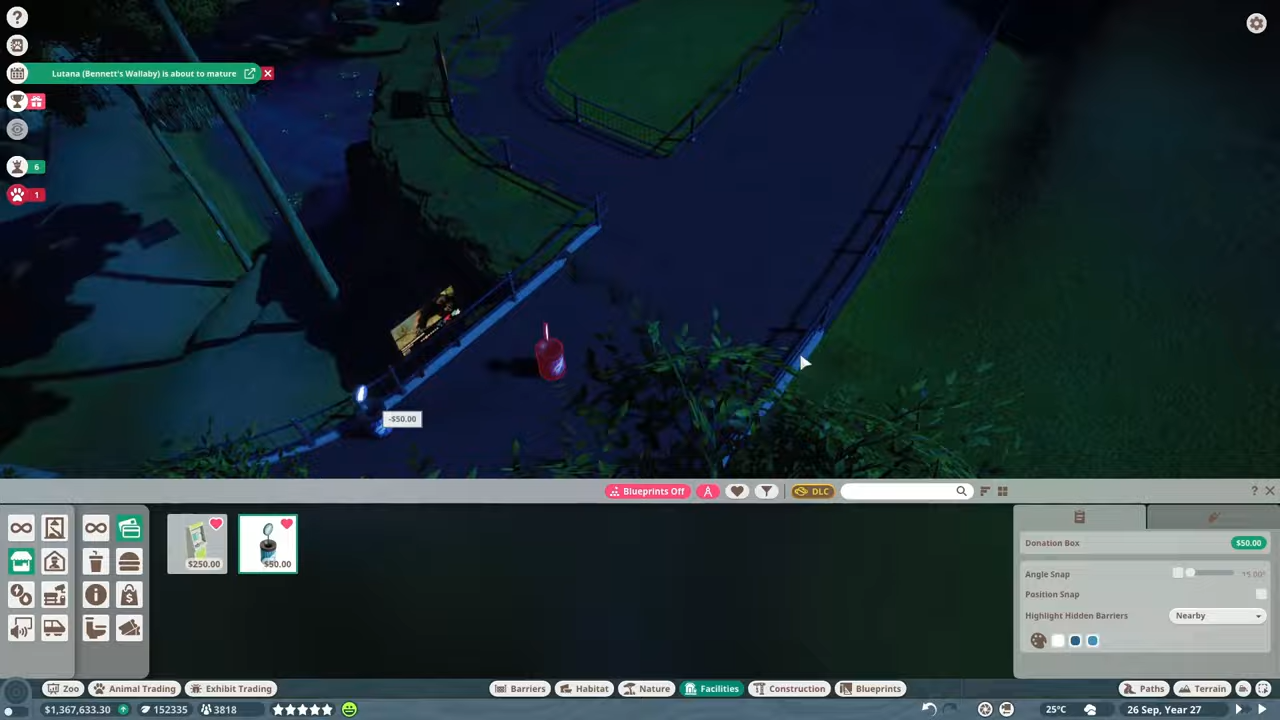 ?
Lutana (Bennett's Wallaby) is about to mature
6
1
-$50.00
Blueprints Off
DLC
?
$250.00
$50.00
Donation Box
$50.00
Angle Snap
15.00°
Position Snap
Highlight Hidden Barriers
Nearby
Zoo
Animal Trading
Exhibit Trading
Barriers
Habitat
Nature
Facilities
Construction
Blueprints
Paths
Terrain
$1,367,633.30
152335
3818
25°C
26 Sep, Year 27